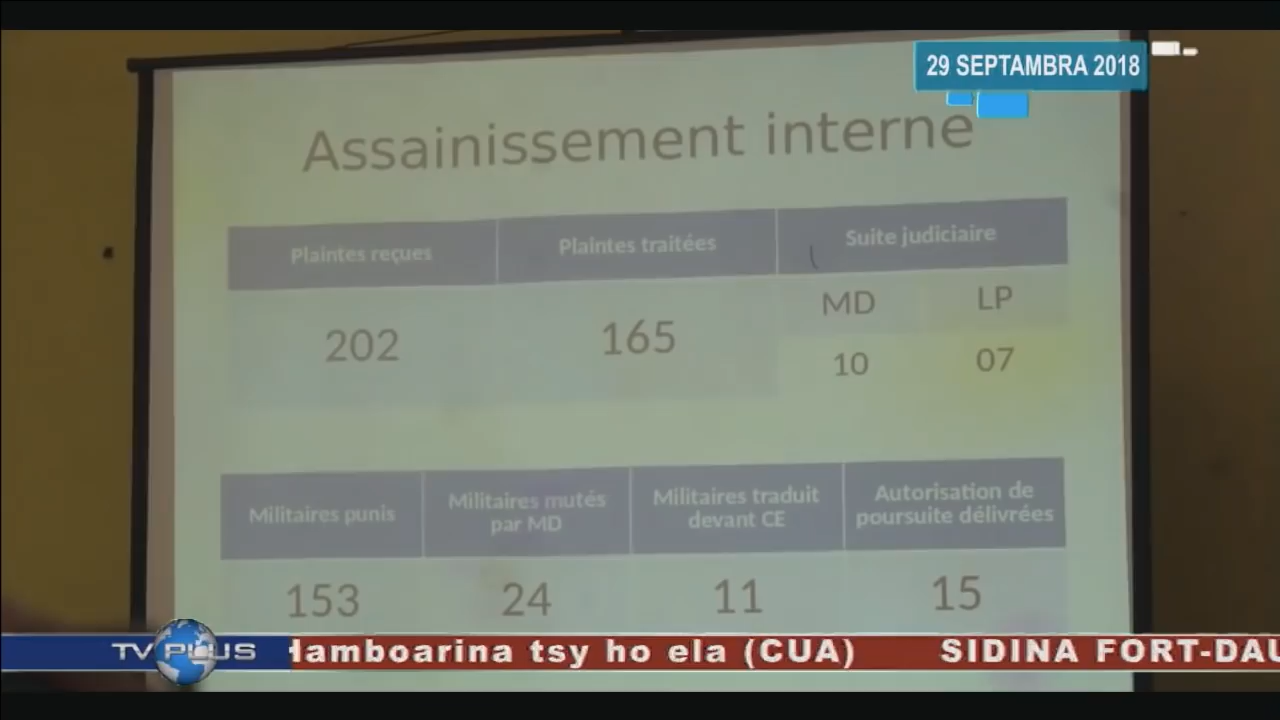 29 SEPTAMBRA 2018
Assainissement interne
Plaintes reçues
Plaintes traitées
Suite judiciaire
202
165
MD
LP
10
07
Militaires punis
Militaires mutés
par MD
Militaires traduit
devant CE
Autorisation de
poursuite délivrées
153
24
11
15
TV PLUS
Hamboarina tsy ho ela (CUA) SIDINA FORT-DAU